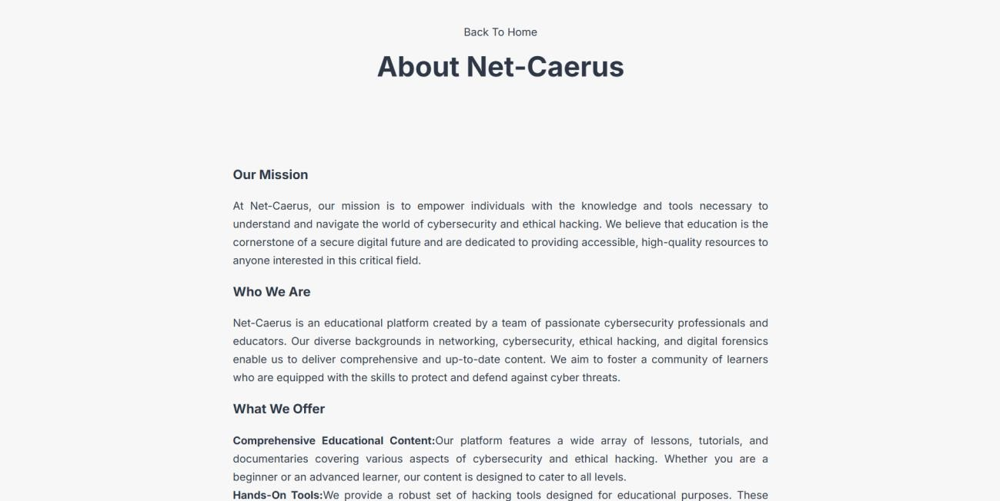 Back To Home
About Net-Caerus
Our Mission
At Net-Caerus, our mission is to empower individuals with the knowledge and tools necessary to
understand and navigate the world of cybersecurity and ethical hacking. We believe that education is the
cornerstone of a secure digital future and are dedicated to providing accessible, high-quality resources to
anyone interested in this critical field.
Who We Are
Net-Caerus is an educational platform created by a team of passionate cybersecurity professionals and
educators. Our diverse backgrounds in networking, cybersecurity, ethical hacking, and digital forensics
enable us to deliver comprehensive and up-to-date content. We aim to foster a community of learners
who are equipped with the skills to protect and defend against cyber threats.
What We Offer
Comprehensive Educational Content:Our platform features a wide array of lessons, tutorials, and
documentaries covering various aspects of cybersecurity and ethical hacking. Whether you are a
beginner or an advanced learner, our content is designed to cater to all levels.
Hands-On Tools:We provide a robust set of hacking tools designed for educational purposes. These